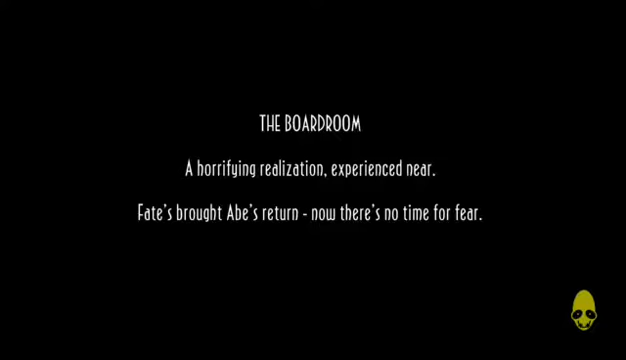 THE BOARDROOM
A horrifying realization, experienced near.
Fate's brought Abe's return - now there's no time for fear.